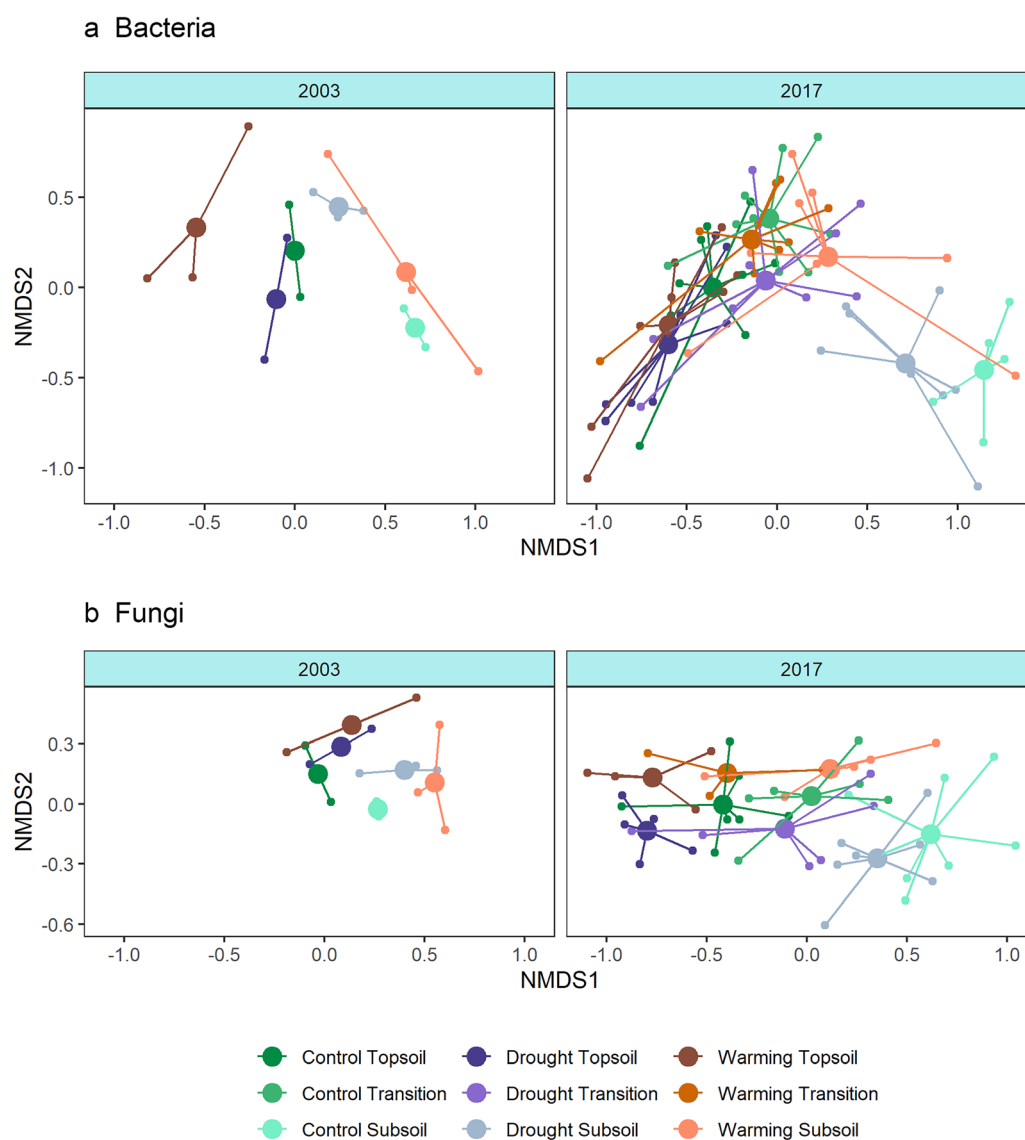 a Bacteria
2003 2017
NMDS2
0.5
0.0
-0.5
-1.0
-1.0 -0.5 0.0 0.5 1.0 -1.0 -0.5 0.0 0.5 1.0
NMDS1
b Fungi
2003 2017
NMDS2
0.3
0.0
-0.3
-0.6
-1.0 -0.5 0.0 0.5 1.0 -1.0 -0.5 0.0 0.5 1.0
NMDS1
Control Topsoil Drought Topsoil Warming Topsoil
Control Transition Drought Transition Warming Transition
Control Subsoil Drought Subsoil Warming Subsoil